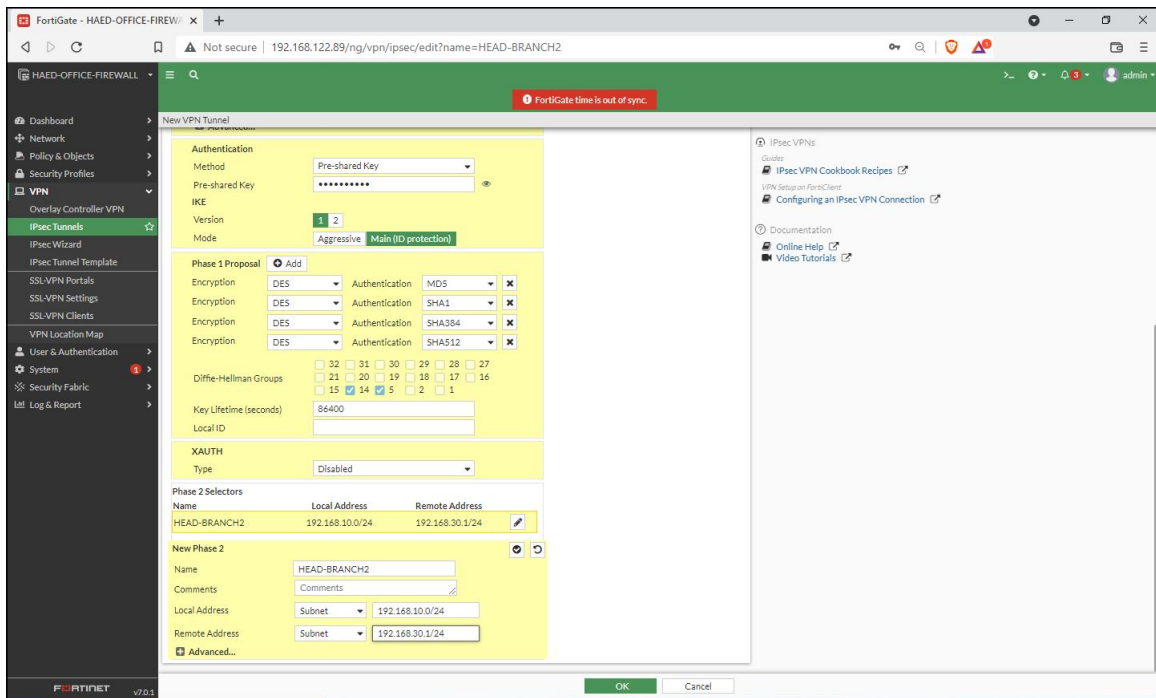 FortiGate - HAED-OFFICE-FIREW
Not secure | 192.168.122.89/ng/vpn/ipsec/edit?name=HEAD-BRANCH2
HAED-OFFICE-FIREWALL
3 admin
FortiGate time is out of sync.
Dashboard
Network
Policy & Objects
Security Profiles
VPN
Overlay Controller VPN
IPsec Tunnels
IPsec Wizard
IPsec Tunnel Template
SSL-VPN Portals
SSL-VPN Settings
SSL-VPN Clients
VPN Location Map
User & Authentication
System 1
Security Fabric
Log & Report
FORTINET v7.0.1
New VPN Tunnel
Advanced...
Authentication
Method Pre-shared Key
Pre-shared Key ••••••••••
IKE
Version 1 2
Mode Aggressive Main (ID protection)
Phase 1 Proposal Add
Encryption DES Authentication MD5
Encryption DES Authentication SHA1
Encryption DES Authentication SHA384
Encryption DES Authentication SHA512
32 31 30 29 28 27
Diffie-Hellman Groups 21 20 19 18 17 16
15 14 5 2 1
Key Lifetime (seconds) 86400
Local ID
XAUTH
Type Disabled
Phase 2 Selectors
Name Local Address Remote Address
HEAD-BRANCH2 192.168.10.0/24 192.168.30.1/24
New Phase 2
Name HEAD-BRANCH2
Comments Comments
Local Address Subnet 192.168.10.0/24
Remote Address Subnet 192.168.30.1/24
Advanced...
OK Cancel
IPsec VPNs
Guides
IPsec VPN Cookbook Recipes
VPN Setup on FortiClient
Configuring an IPsec VPN Connection
Documentation
Online Help
Video Tutorials